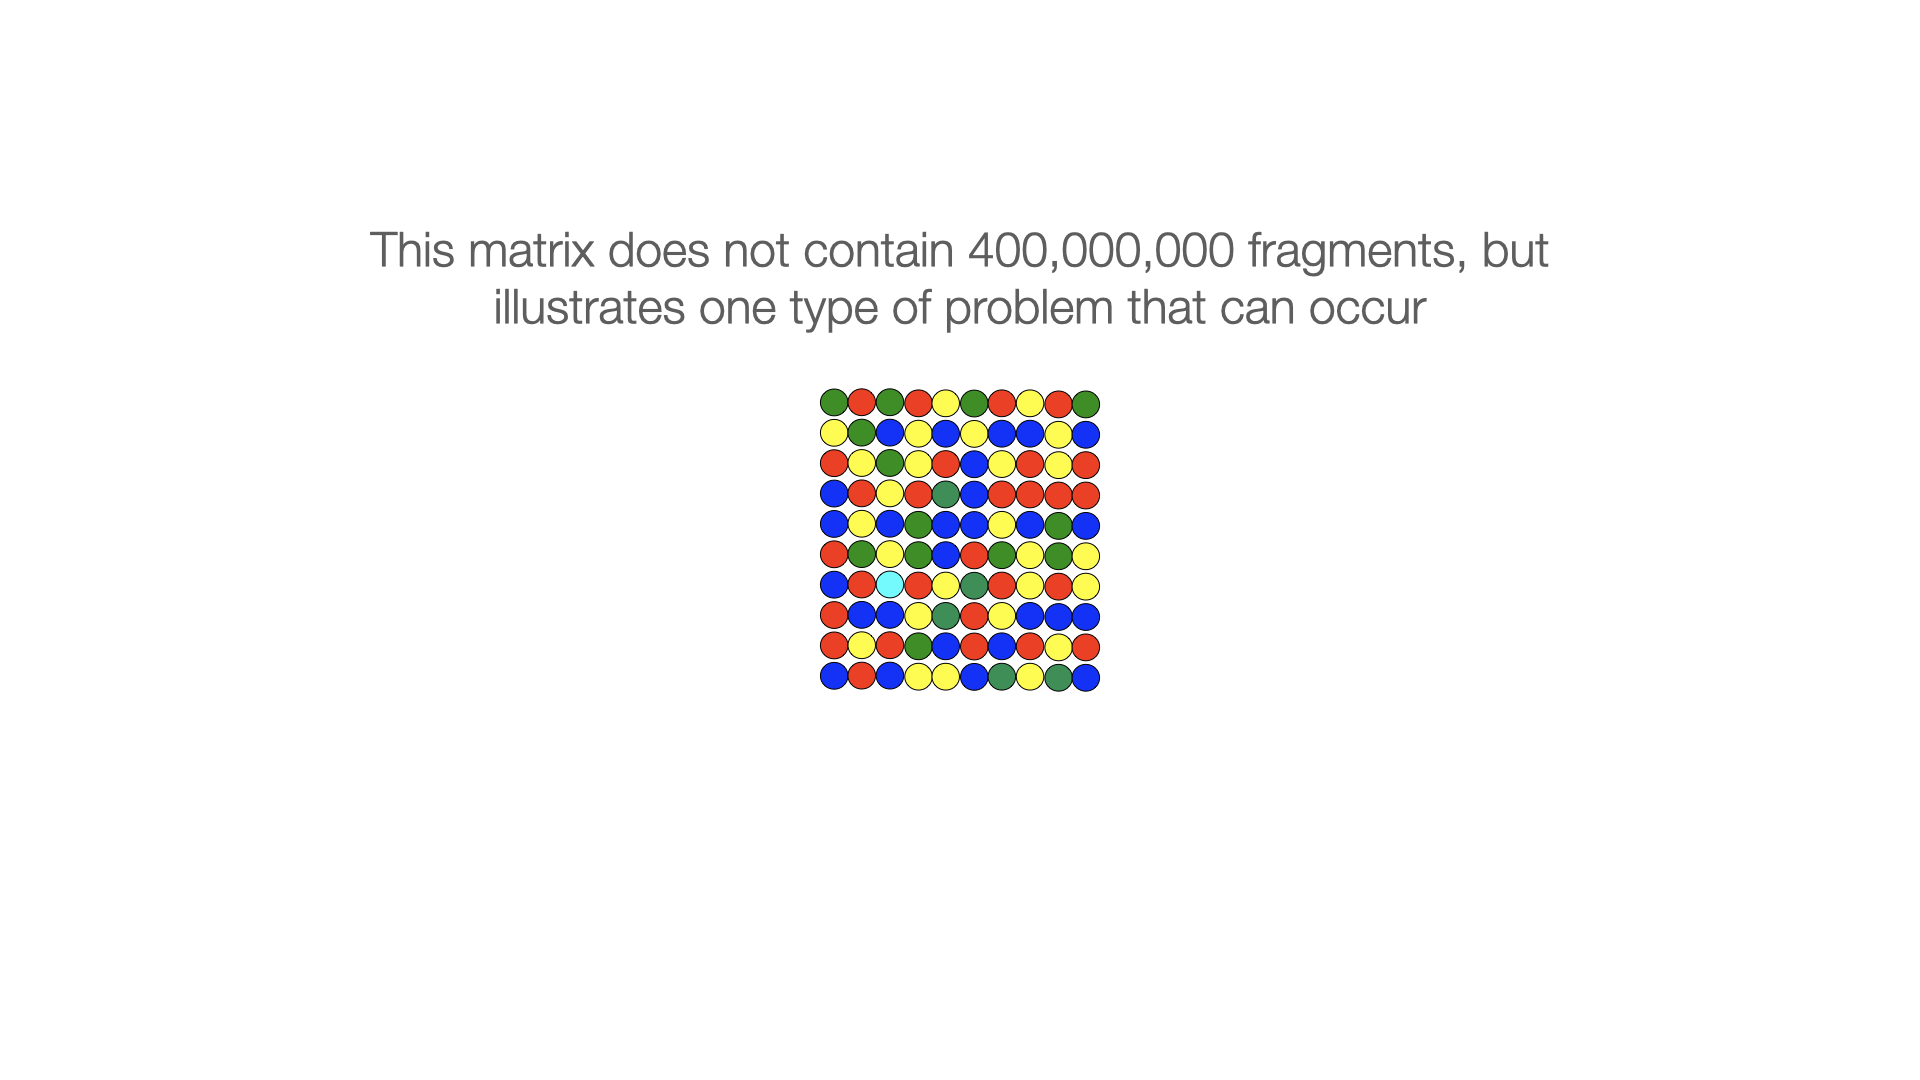 This matrix does not contain 400,000,000 fragments, but
illustrates one type of problem that can occur